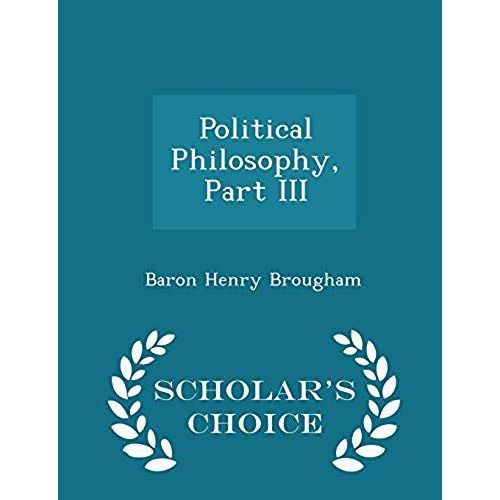 Political
Philosophy,
Part III
Baron Henry Brougham
SCHOLAR'S
CHOICE